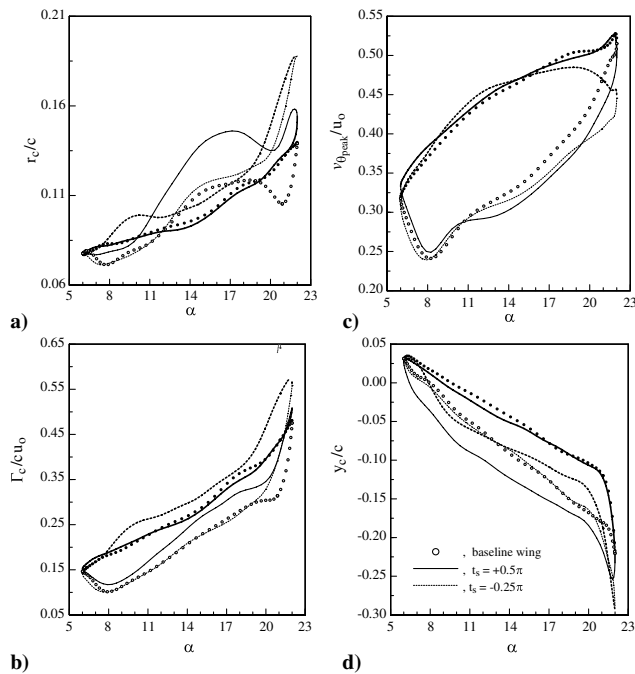 0.20
0.16
r_c/c
0.13
0.09
0.06
5 8 11 14 17 20 23
a) α
0.55
0.50
0.45
v_θpeak/u_o
0.40
0.35
0.30
0.25
0.20
5 8 11 14 17 20 23
c) α
0.65
0.55
0.45
Γ_c/cu_o
0.35
0.25
0.15
0.05
5 8 11 14 17 20 23
b) α
0.05
0.00
-0.05
y_c/c
-0.10
-0.15
-0.20
-0.25
-0.30
, baseline wing
, t_s = +0.5π
, t_s = -0.25π
5 8 11 14 17 20 23
d) α